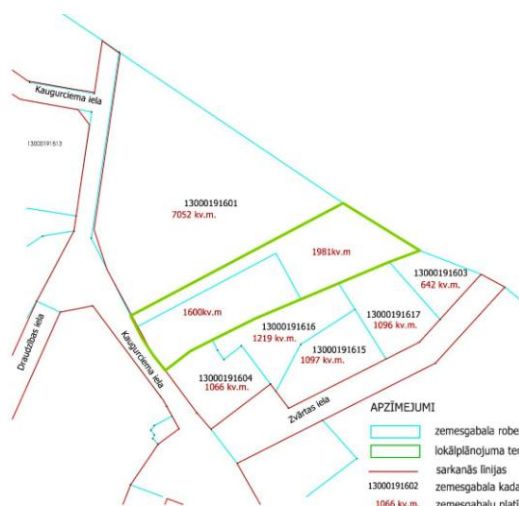 Kaugurciema iela
13000191613
13000191601
7052 kv.m.
1981kv.m
13000191603
642 kv.m.
1600kv.m
13000191617
1096 kv.m.
13000191616
1219 kv.m.
13000191615
1097 kv.m.
Draudzības iela
Kaugurciema iela
13000191604
1066 kv.m.
Zvārtas iela
APZĪMEJUMI
zemesgabala robe
lokālplānojuma ter
sarkanās līnijas
13000191602 zemesgabala kada
1066 kv.m. zemesgabalu platī